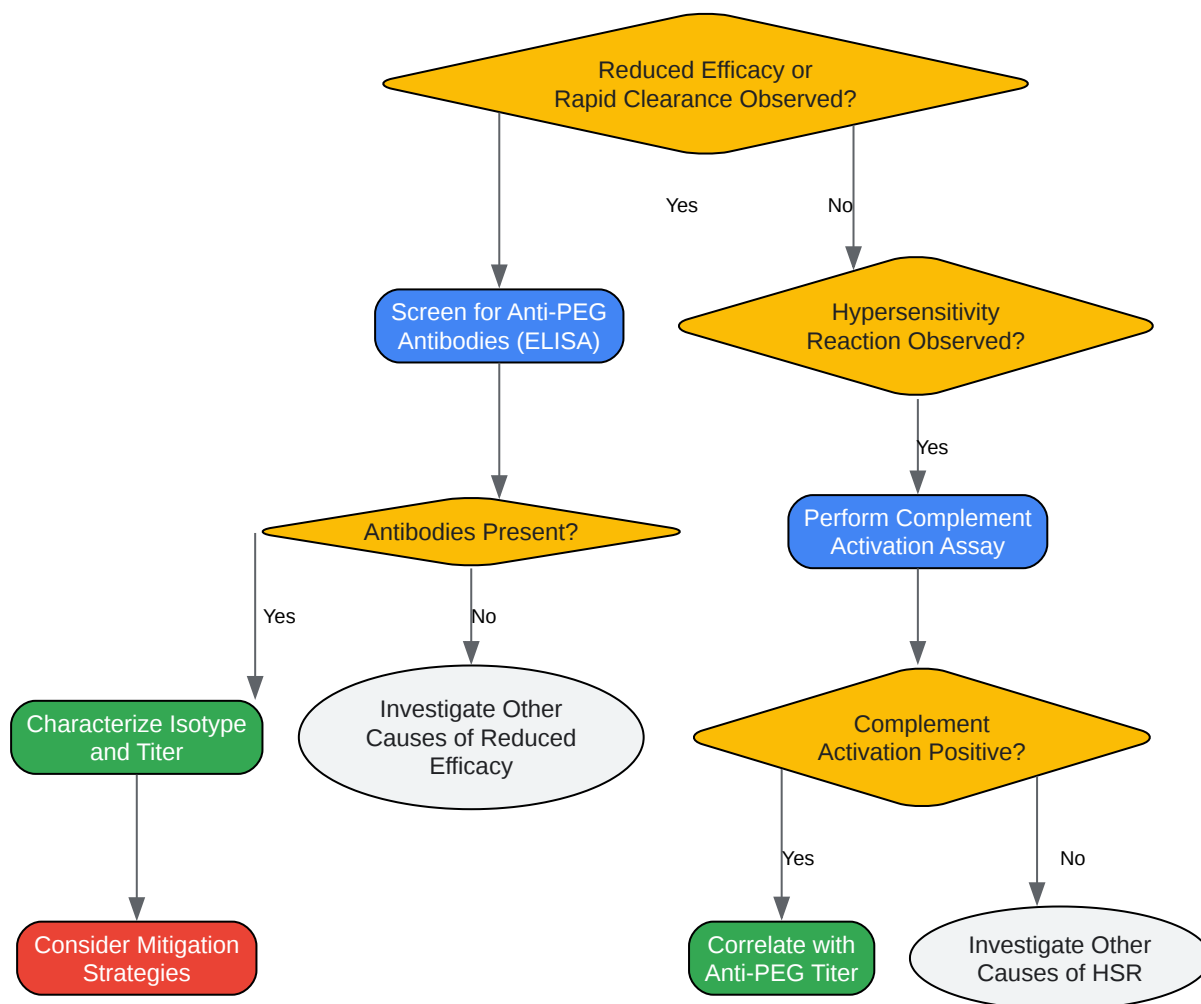 Reduced Efficacy or
Rapid Clearance Observed?
Yes
No
Screen for Anti-PEG
Antibodies (ELISA)
Hypersensitivity
Reaction Observed?
Yes
Antibodies Present?
Perform Complement
Activation Assay
Yes
No
Characterize Isotype
and Titer
Investigate Other
Causes of Reduced
Efficacy
Complement
Activation Positive?
Yes
No
Consider Mitigation
Strategies
Correlate with
Anti-PEG Titer
Investigate Other
Causes of HSR